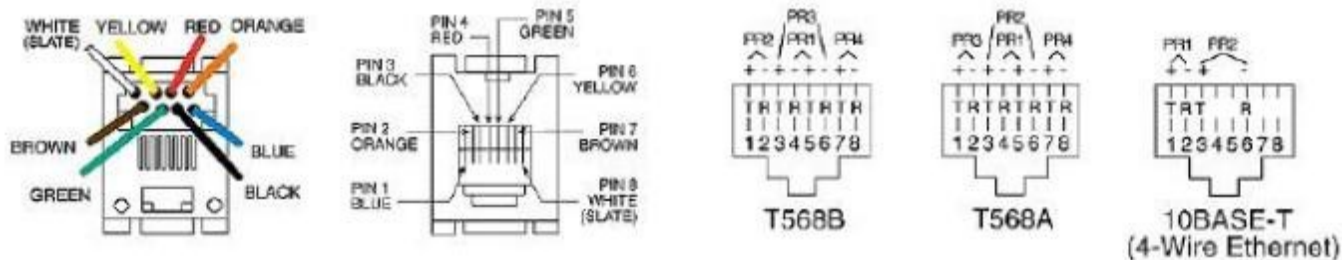 WHITE
(SLATE)
YELLOW
RED
ORANGE
BROWN
GREEN
BLUE
BLACK
PIN 4
RED
PIN 5
GREEN
PIN 3
BLACK
PIN 6
YELLOW
PIN 2
ORANGE
PIN 7
BROWN
PIN 1
BLUE
PIN 8
WHITE
(SLATE)
PR3
PR2 PR1 PR4
+ - + - + - + -
T R T R T R T R
1 2 3 4 5 6 7 8
T568B
PR2
PR3 PR1 PR4
+ - + - + - + -
T R T R T R T R
1 2 3 4 5 6 7 8
T568A
PR1 PR2
+ - + -
T R T R
1 2 3 4 5 6 7 8
10BASE-T
(4-Wire Ethernet)